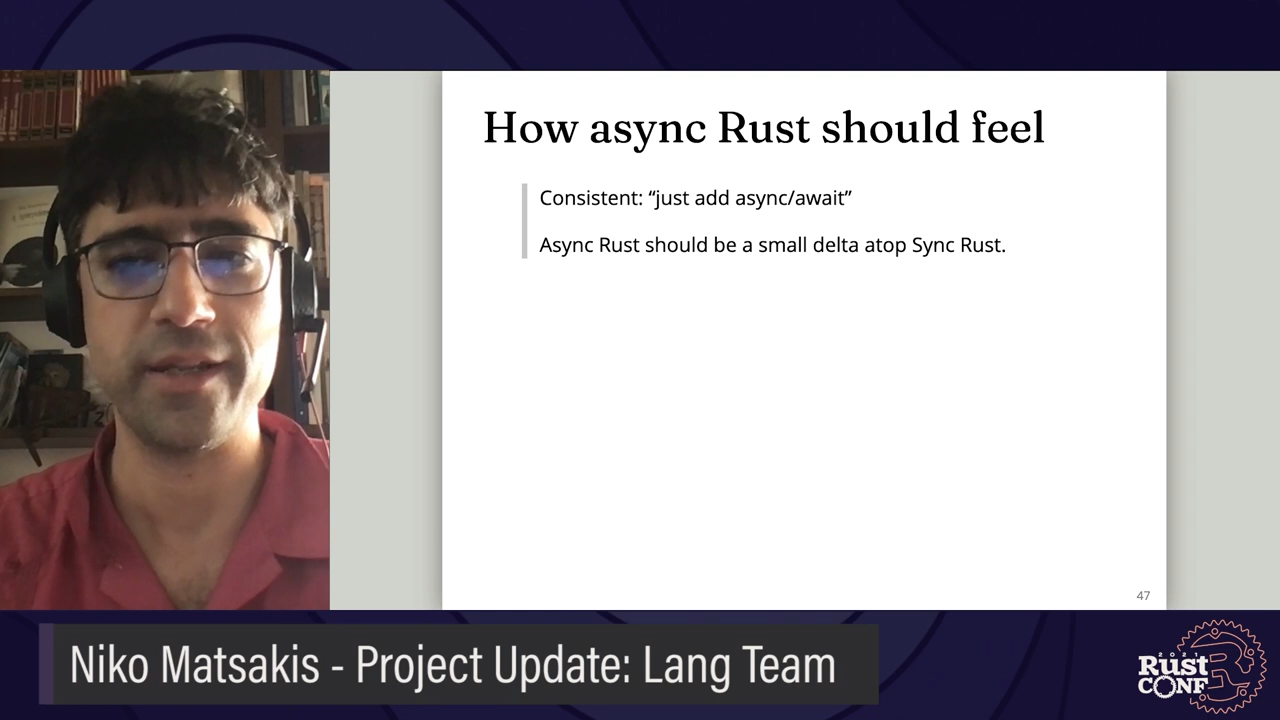 How async Rust should feel
Consistent: “just add async/await”
Async Rust should be a small delta atop Sync Rust.
47
Niko Matsakis - Project Update: Lang Team
Rust
CONF